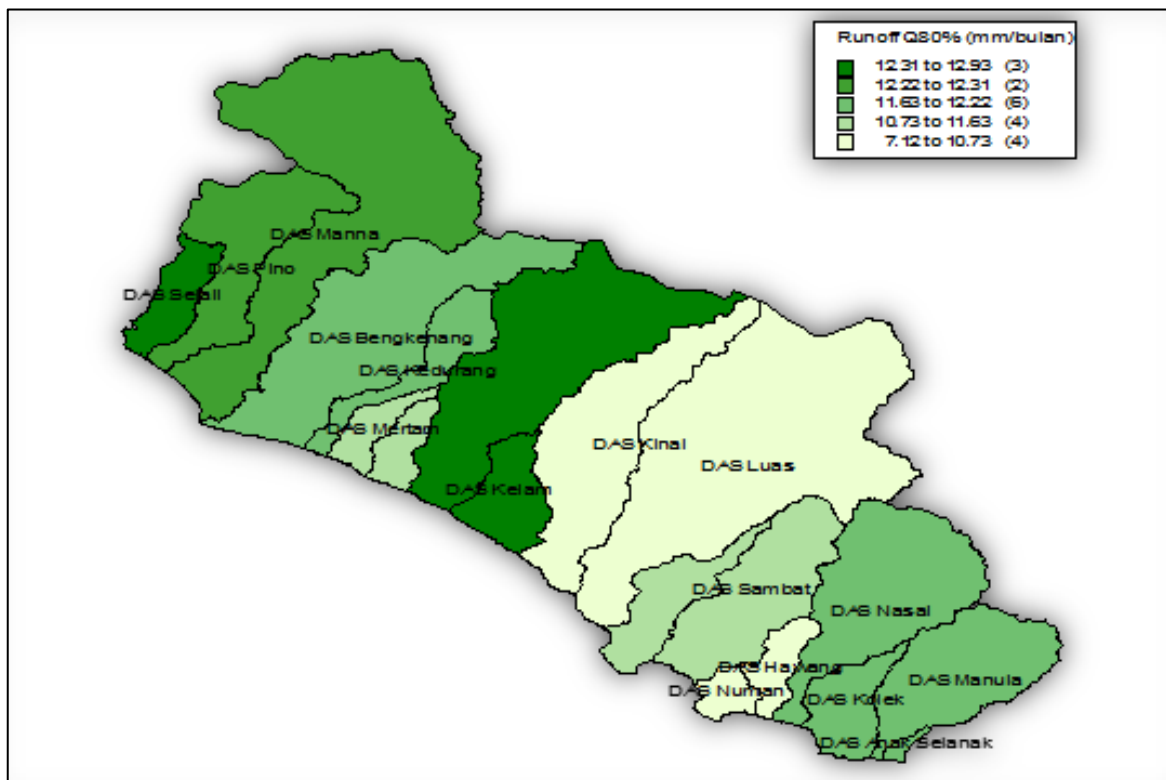 Runoff Q80% (mm/bulan)
12.31 to 12.93 (3)
12.22 to 12.31 (2)
11.63 to 12.22 (6)
10.73 to 11.63 (4)
7.12 to 10.73 (4)
DAS Manna
DAS Pino
DAS Selali
DAS Bengkenang
DAS Kedurang
DAS Mertam
DAS Kinal
DAS Luas
DAS Kelam
DAS Sambat
DAS Nasal
DAS Hawang
DAS Numan
DAS Manula
DAS Kolek
DAS Anak Selanak